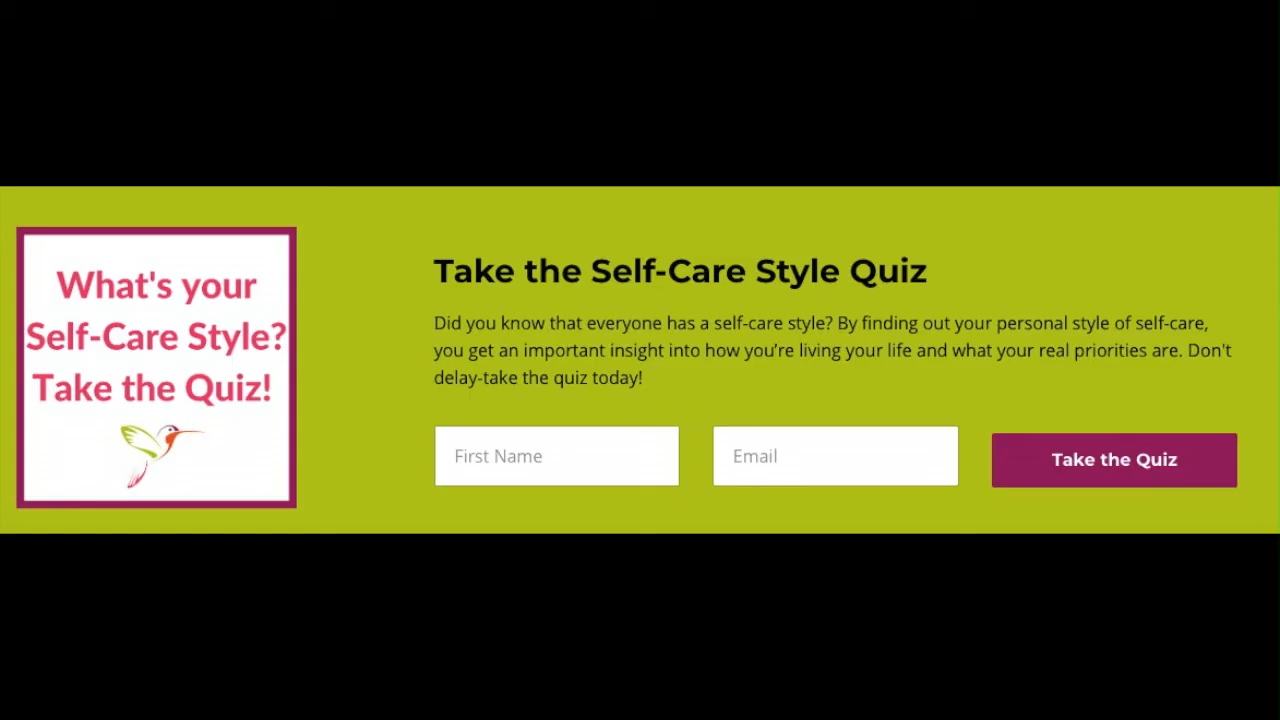 What's your
Self-Care Style?
Take the Quiz!
Take the Self-Care Style Quiz
Did you know that everyone has a self-care style? By finding out your personal style of self-care,
you get an important insight into how you’re living your life and what your real priorities are. Don't
delay-take the quiz today!
First Name
Email
Take the Quiz